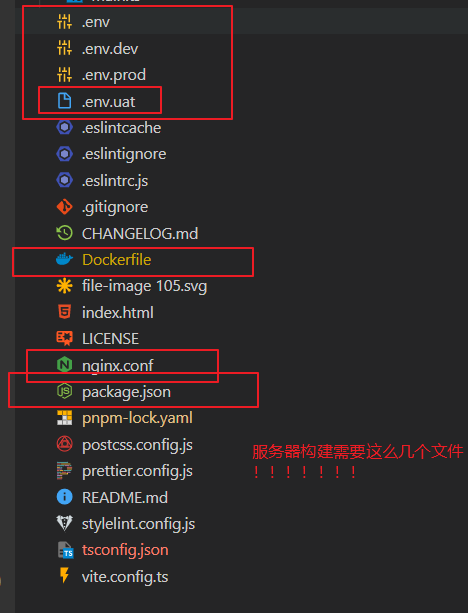 .env
.env.dev
.env.prod
.env.uat
.eslintcache
.eslintignore
.eslintrc.js
.gitignore
CHANGELOG.md
Dockerfile
file-image 105.svg
index.html
LICENSE
nginx.conf
package.json
pnpm-lock.yaml
postcss.config.js
prettier.config.js
服务器构建需要这么几个文件
！！！！！！！
README.md
stylelint.config.js
tsconfig.json
vite.config.ts